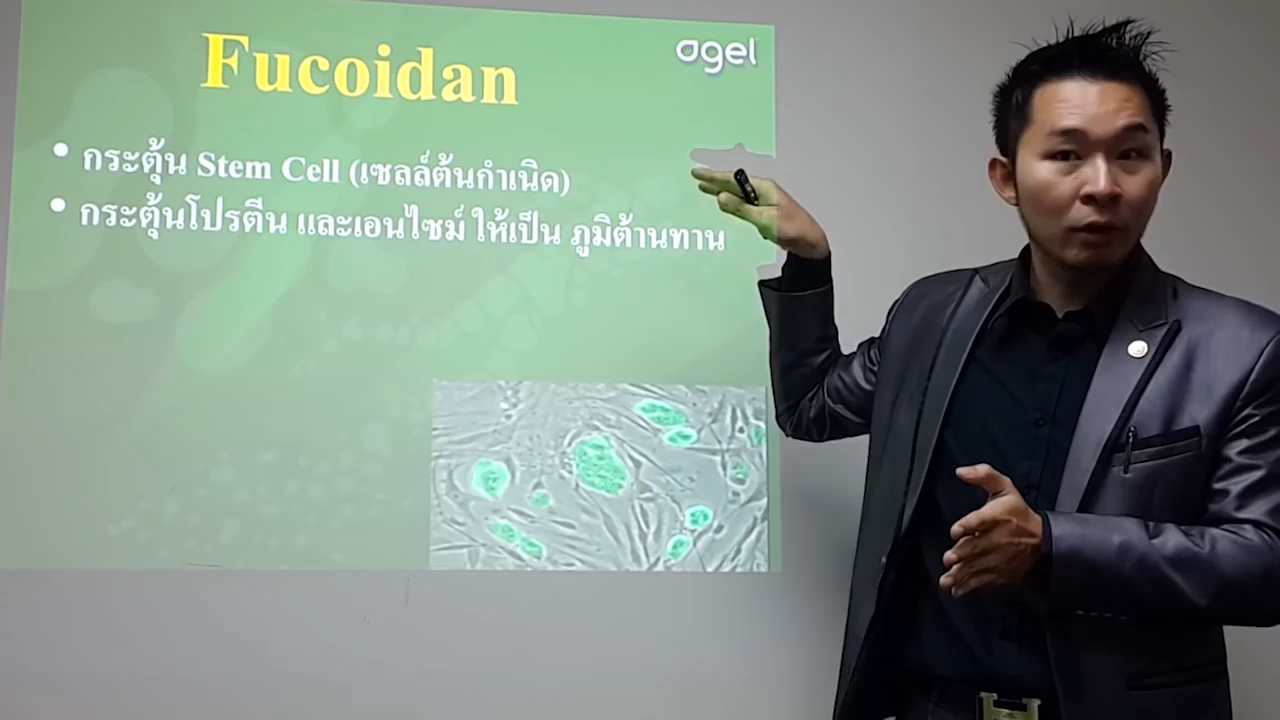 Fucoidan
agel
• กระตุ้น Stem Cell (เซลล์ต้นกำเนิด)
• กระตุ้นโปรตีน และเอนไซม์ ให้เป็น ภูมิต้านทาน